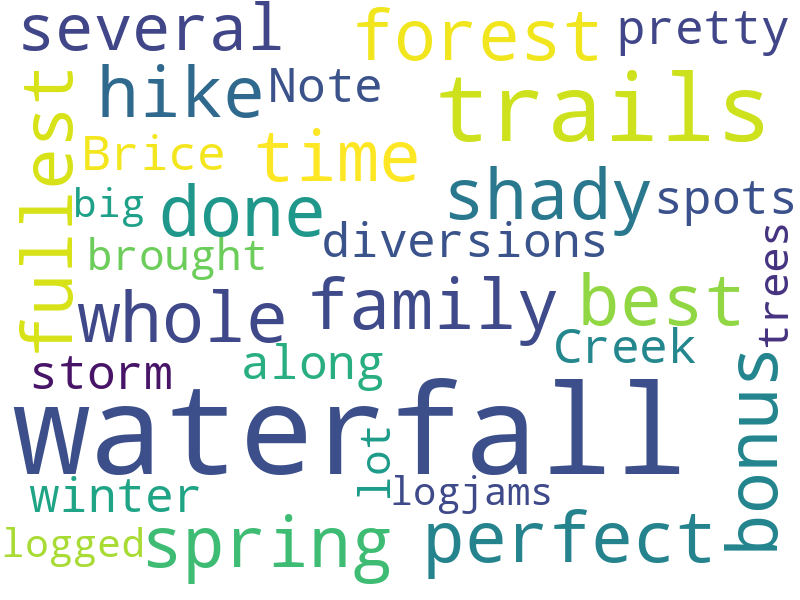 several
forest
pretty
fullest
hike
Note
trails
Brice
time
big
done
shady
spots
brought
diversions
trees
whole
family
best
storm
along
Creek
bonus
waterfall
winter
lot
logjams
logged
spring
perfect